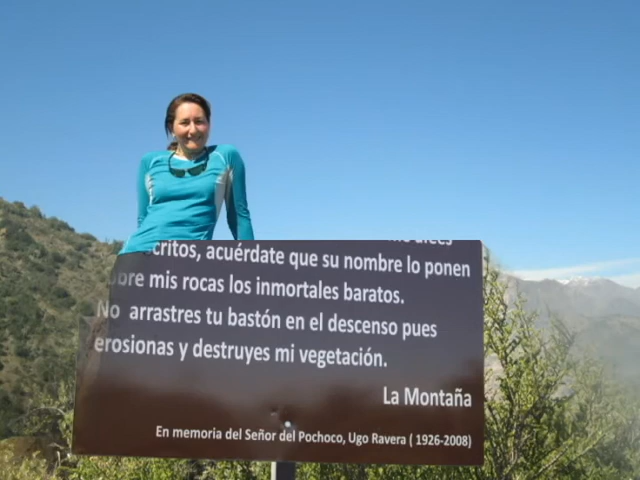 critos, acuérdate que su nombre lo ponen
bre mis rocas los inmortales baratos.
No arrastres tu bastón en el descenso pues
erosionas y destruyes mi vegetación.
La Montaña
En memoria del Señor del Pochoco, Ugo Ravera ( 1926-2008)